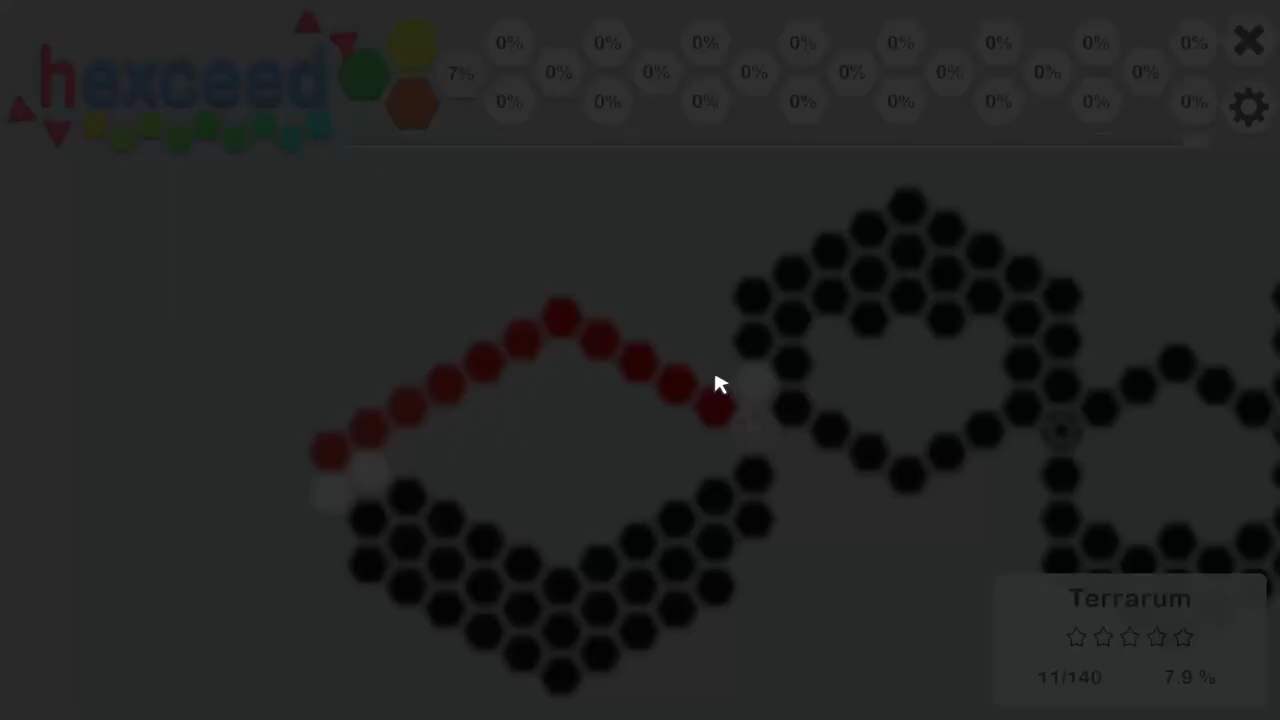 hexceed
0% 0% 0% 0% 0% 0% 0% 0%
7% 0% 0% 0% 0% 0% 0% 0%
0% 0% 0% 0% 0% 0% 0% 0%
Terrarum
11/140 7.9 %